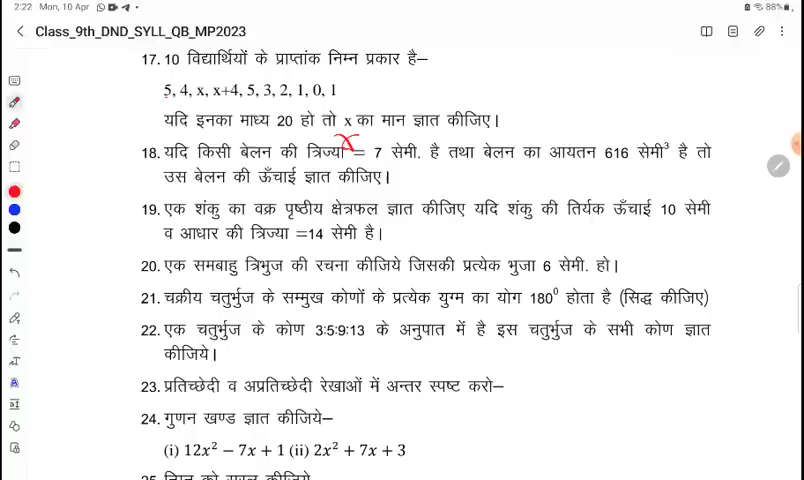 2:22 Mon, 10 Apr
88%
Class_9th_DND_SYLL_QB_MP2023
17. 10 विद्यार्थियों के प्राप्तांक निम्न प्रकार है–
5, 4, x, x+4, 5, 3, 2, 1, 0, 1
यदि इनका माध्य 20 हो तो x का मान ज्ञात कीजिए।
x
18. यदि किसी बेलन की त्रिज्या = 7 सेमी. है तथा बेलन का आयतन 616 सेमी³ है तो
उस बेलन की ऊँचाई ज्ञात कीजिए।
19. एक शंकु का वक्र पृष्ठीय क्षेत्रफल ज्ञात कीजिए यदि शंकु की तिर्यक ऊँचाई 10 सेमी
व आधार की त्रिज्या =14 सेमी है।
20. एक समबाहु त्रिभुज की रचना कीजिये जिसकी प्रत्येक भुजा 6 सेमी. हो।
21. चक्रीय चतुर्भुज के सम्मुख कोणों के प्रत्येक युग्म का योग 180⁰ होता है (सिद्ध कीजिए)
22. एक चतुर्भुज के कोण 3:5:9:13 के अनुपात में है इस चतुर्भुज के सभी कोण ज्ञात
कीजिये।
23. प्रतिच्छेदी व अप्रतिच्छेदी रेखाओं में अन्तर स्पष्ट करो–
24. गुणन खण्ड ज्ञात कीजिये–
(i) 12x² − 7x + 1 (ii) 2x² + 7x + 3
25. निम्न को सरल कीजिये